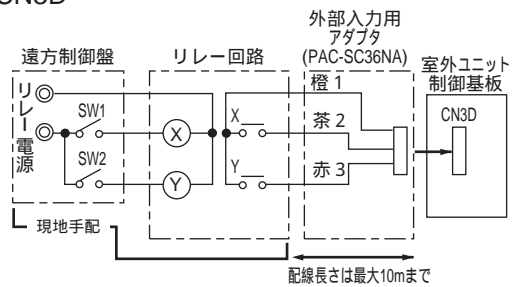 CN3D
外部入力用
アダプタ
(PAC-SC36NA)
遠方制御盤
リレー回路
室外ユニット
制御基板
リレー電源
SW1
SW2
X
Y
X
Y
橙 1
茶 2
赤 3
CN3D
現地手配
配線長さは最大10mまで